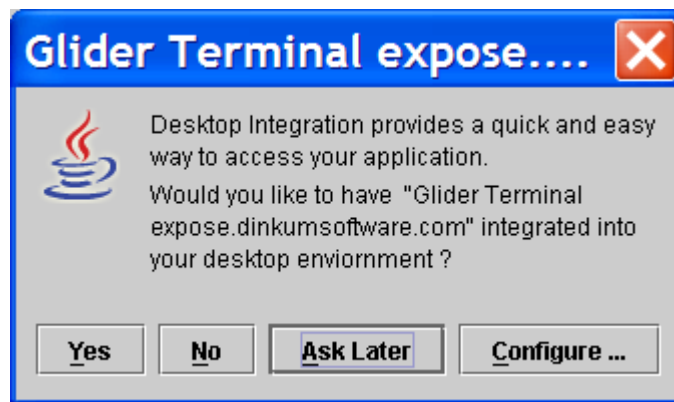 Glider Terminal expose....
Desktop Integration provides a quick and easy
way to access your application.
Would you like to have "Glider Terminal
expose.dinkumsoftware.com" integrated into
your desktop enviornment ?
Yes No Ask Later Configure ...